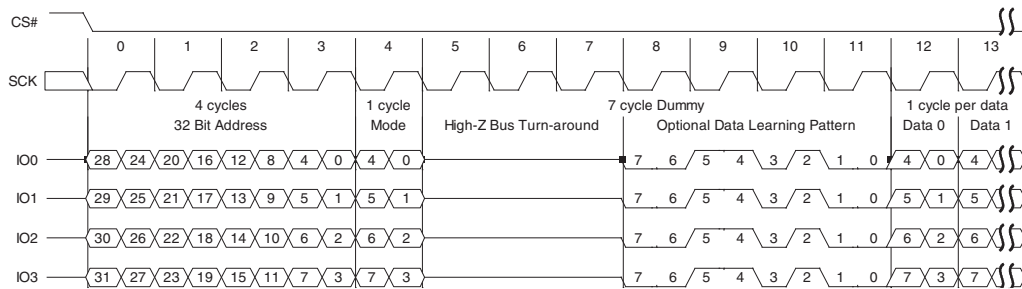 CS#
0 1 2 3 4 5 6 7 8 9 10 11 12 13
SCK
4 cycles 1 cycle 7 cycle Dummy 1 cycle per data
32 Bit Address Mode High-Z Bus Turn-around Optional Data Learning Pattern Data 0 Data 1
IO0 28 24 20 16 12 8 4 0 4 0 7 6 5 4 3 2 1 0 4 0 4
IO1 29 25 21 17 13 9 5 1 5 1 7 6 5 4 3 2 1 0 5 1 5
IO2 30 26 22 18 14 10 6 2 6 2 7 6 5 4 3 2 1 0 6 2 6
IO3 31 27 23 19 15 11 7 3 7 3 7 6 5 4 3 2 1 0 7 3 7